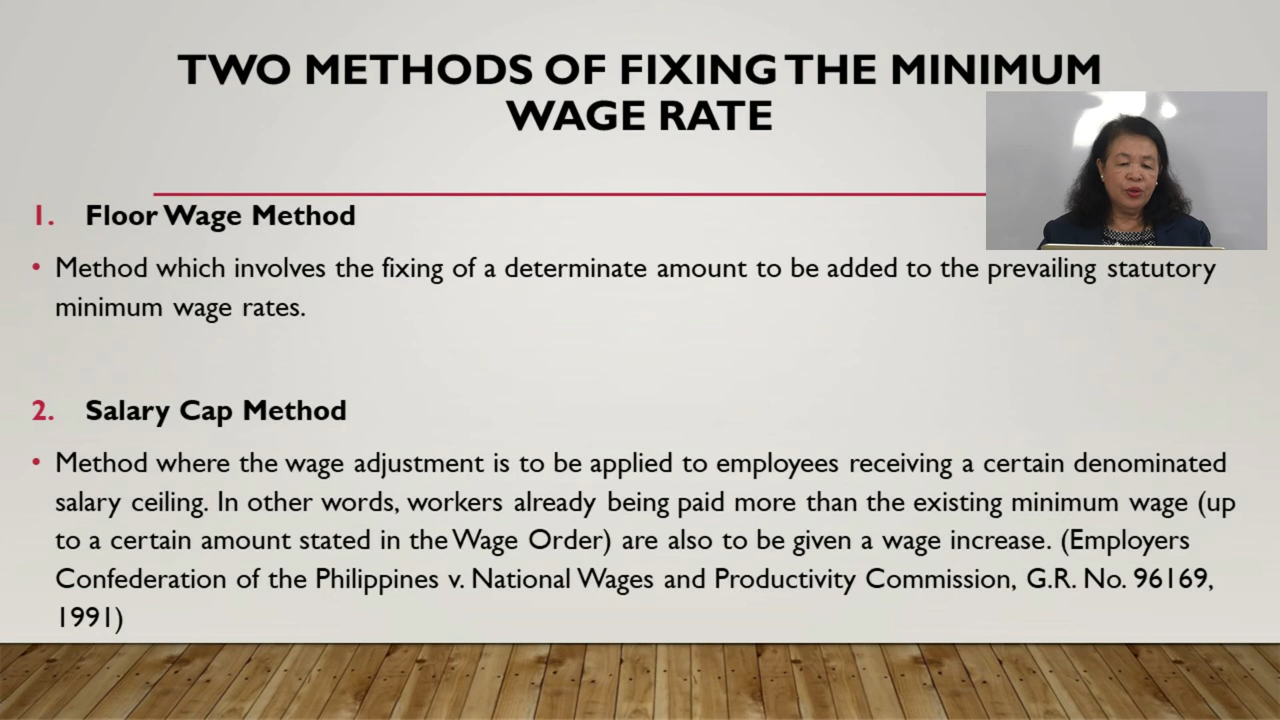 TWO METHODS OF FIXING THE MINIMUM
WAGE RATE
1. Floor Wage Method
• Method which involves the fixing of a determinate amount to be added to the prevailing statutory
minimum wage rates.
2. Salary Cap Method
• Method where the wage adjustment is to be applied to employees receiving a certain denominated
salary ceiling. In other words, workers already being paid more than the existing minimum wage (up
to a certain amount stated in the Wage Order) are also to be given a wage increase. (Employers
Confederation of the Philippines v. National Wages and Productivity Commission, G.R. No. 96169,
1991)